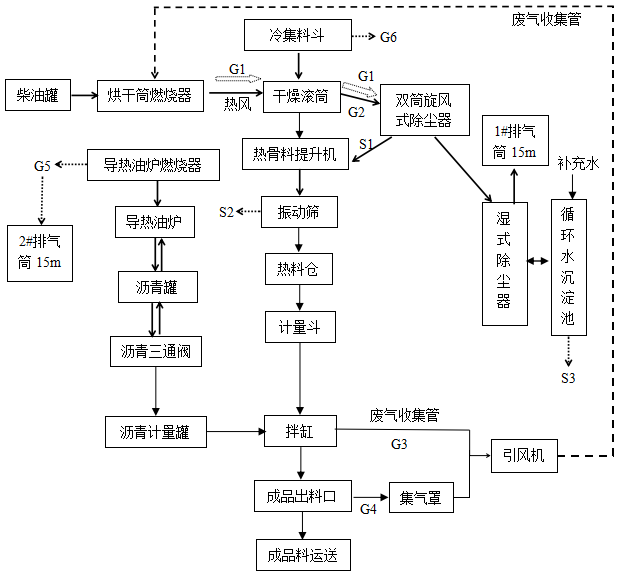 废气收集管
冷集料斗
G6
G1
G1
柴油罐
烘干筒燃烧器
热风
干燥滚筒
G2
双筒旋风
式除尘器
S1
1#排气
筒 15m
补充水
G5
导热油炉燃烧器
热骨料提升机
2#排气
筒 15m
导热油炉
S2
振动筛
湿
式
除
尘
器
循
环
水
沉
淀
池
热料仓
沥青罐
计量斗
沥青三通阀
S3
沥青计量罐
拌缸
废气收集管
G3
引风机
成品出料口
G4
集气罩
成品料运送